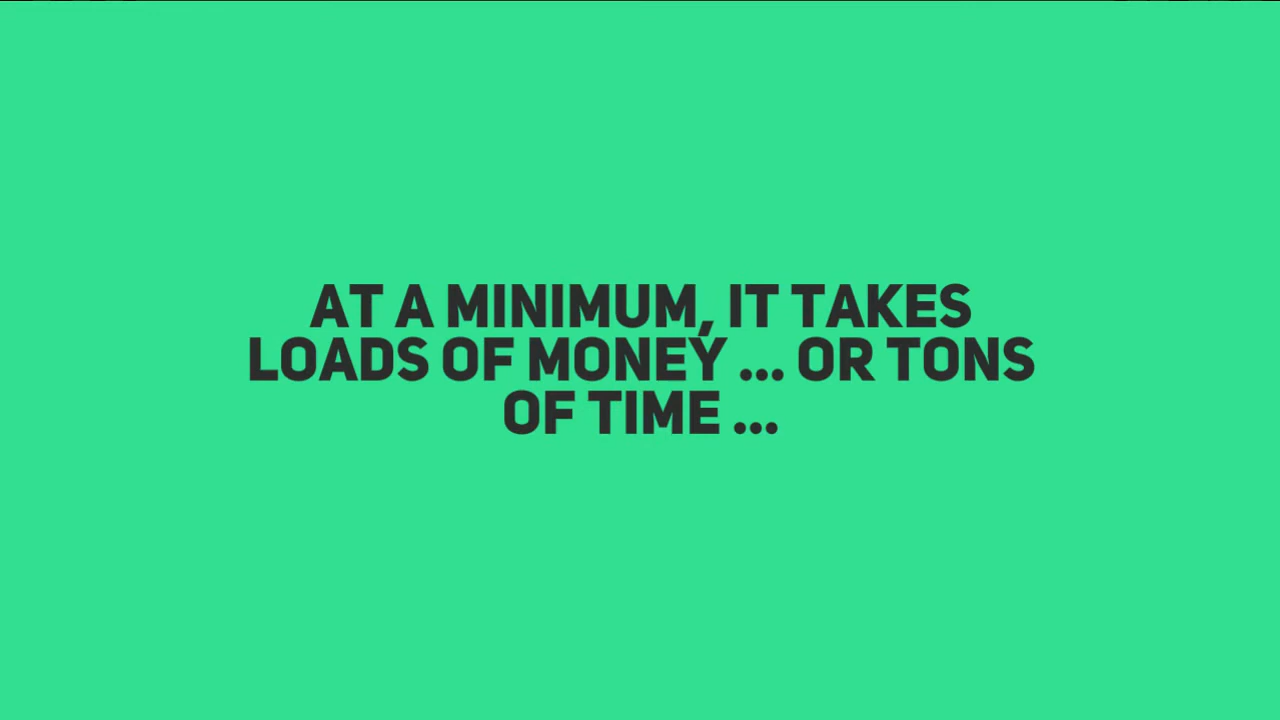 AT A MINIMUM, IT TAKES
LOADS OF MONEY ... OR TONS
OF TIME ...